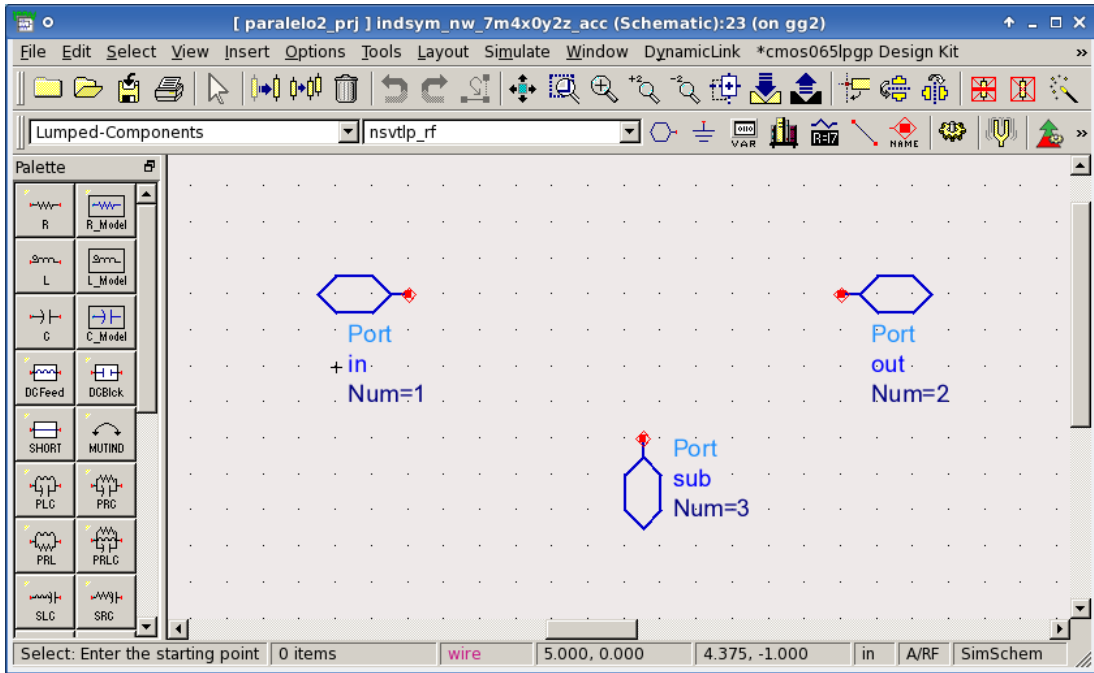 [ paralelo2_prj ] indsym_nw_7m4x0y2z_acc (Schematic):23 (on gg2)
File Edit Select View Insert Options Tools Layout Simulate Window DynamicLink *cmos065lpgp Design Kit »
+2 -2
Lumped-Components nsvtlp_rf VAR NAME »
Palette
R R_Model
L L_Model
C C_Model
DCFeed DCBlck
SHORT MUTIND
PLC PRC
PRL PRLC
SLC SRC
Port
in
Num=1
Port
out
Num=2
Port
sub
Num=3
Select: Enter the starting point 0 items wire 5.000, 0.000 4.375, -1.000 in A/RF SimSchem